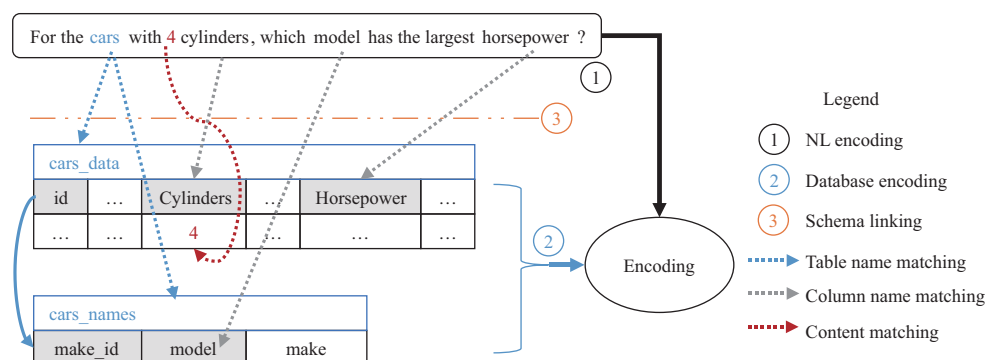 For the cars with 4 cylinders, which model has the largest horsepower ?
1
3
cars_data
id … Cylinders … Horsepower …
… … 4 … … …
2
Encoding
cars_names
make_id model make
Legend
1 NL encoding
2 Database encoding
3 Schema linking
Table name matching
Column name matching
Content matching